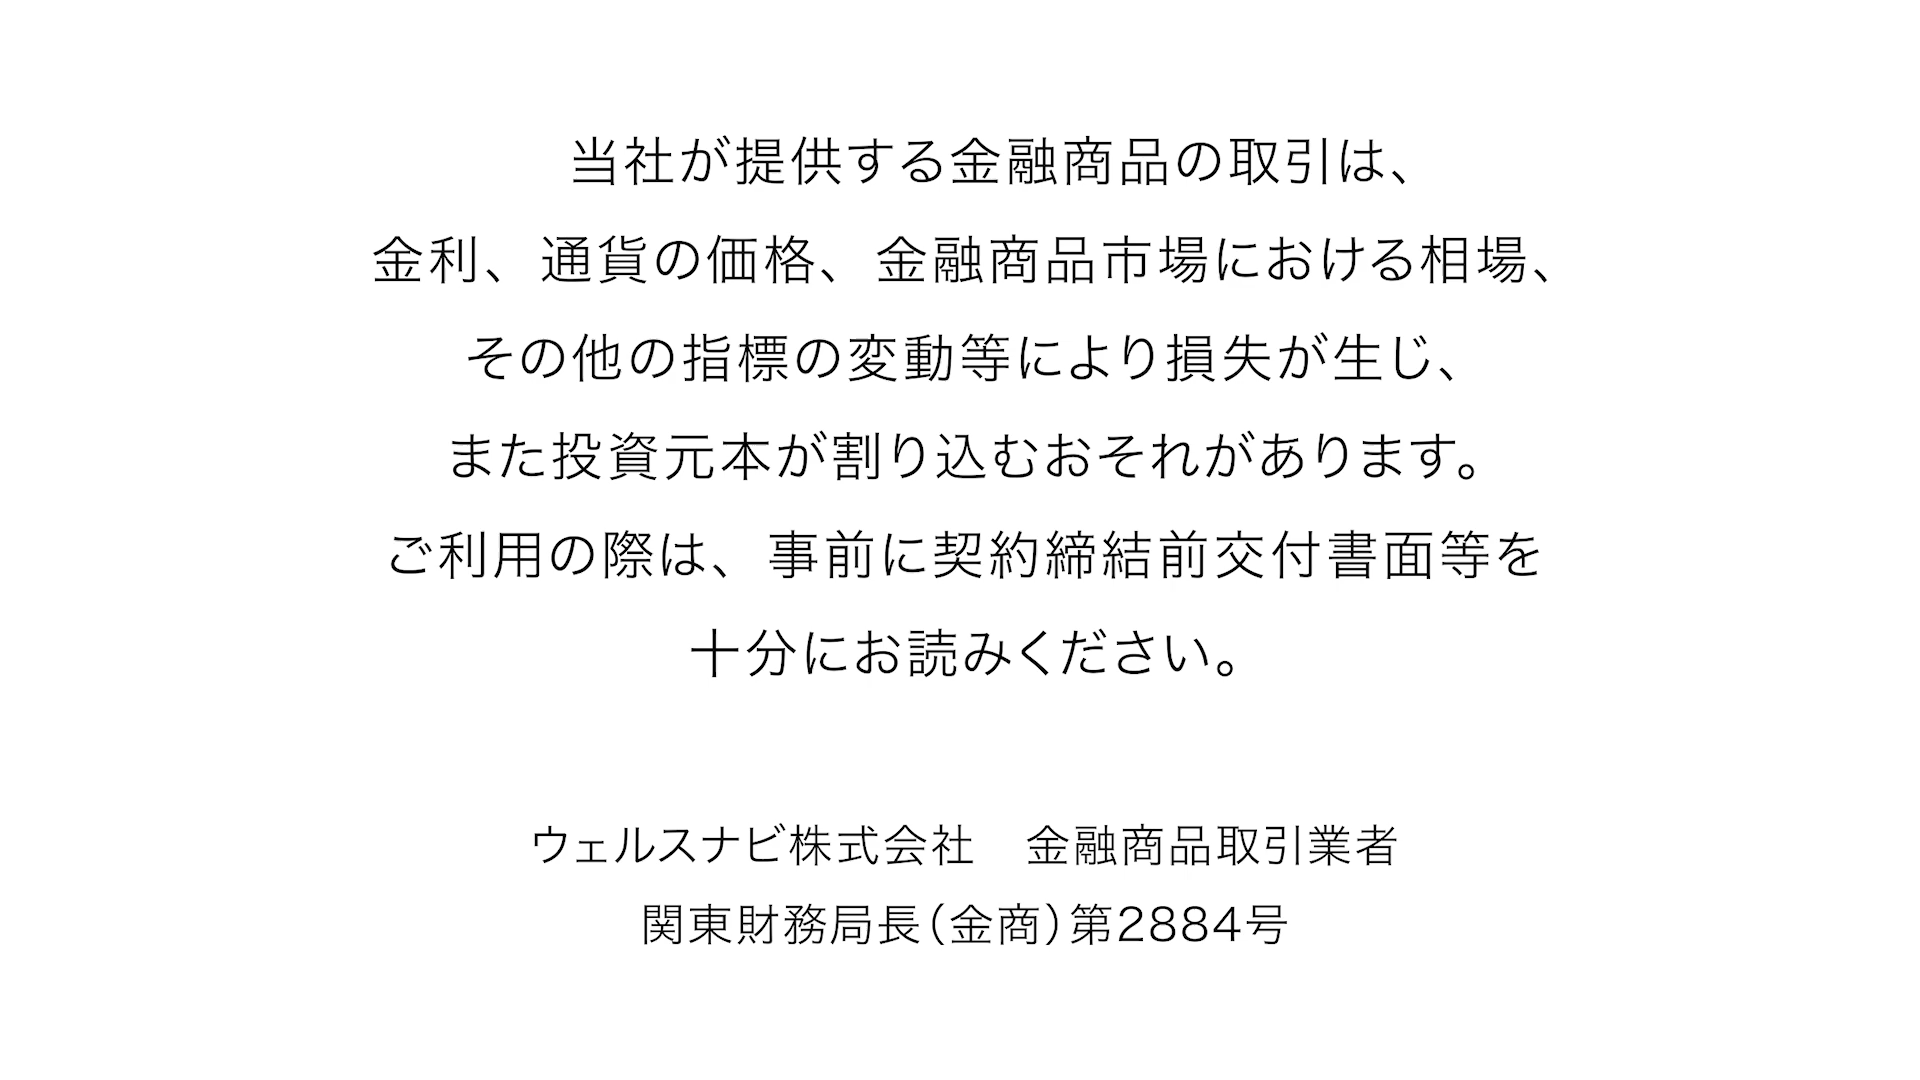 当社が提供する金融商品の取引は、
金利、通貨の価格、金融商品市場における相場、
その他の指標の変動等により損失が生じ、
また投資元本が割り込むおそれがあります。
ご利用の際は、事前に契約締結前交付書面等を
十分にお読みください。
ウェルスナビ株式会社　金融商品取引業者
関東財務局長（金商）第2884号